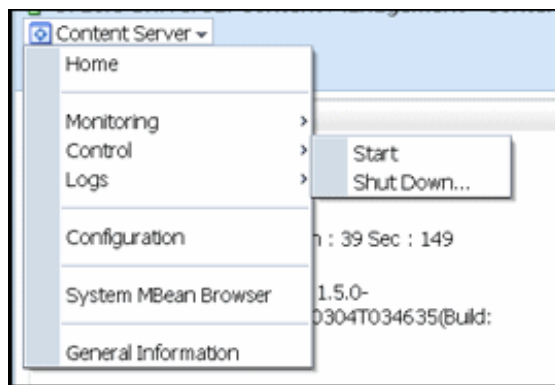 Content Server
Home
Monitoring
Control
Logs
Start
Shut Down...
Configuration
: 39 Sec : 149
System MBean Browser
1.5.0-
0304T034635(Build:
General Information